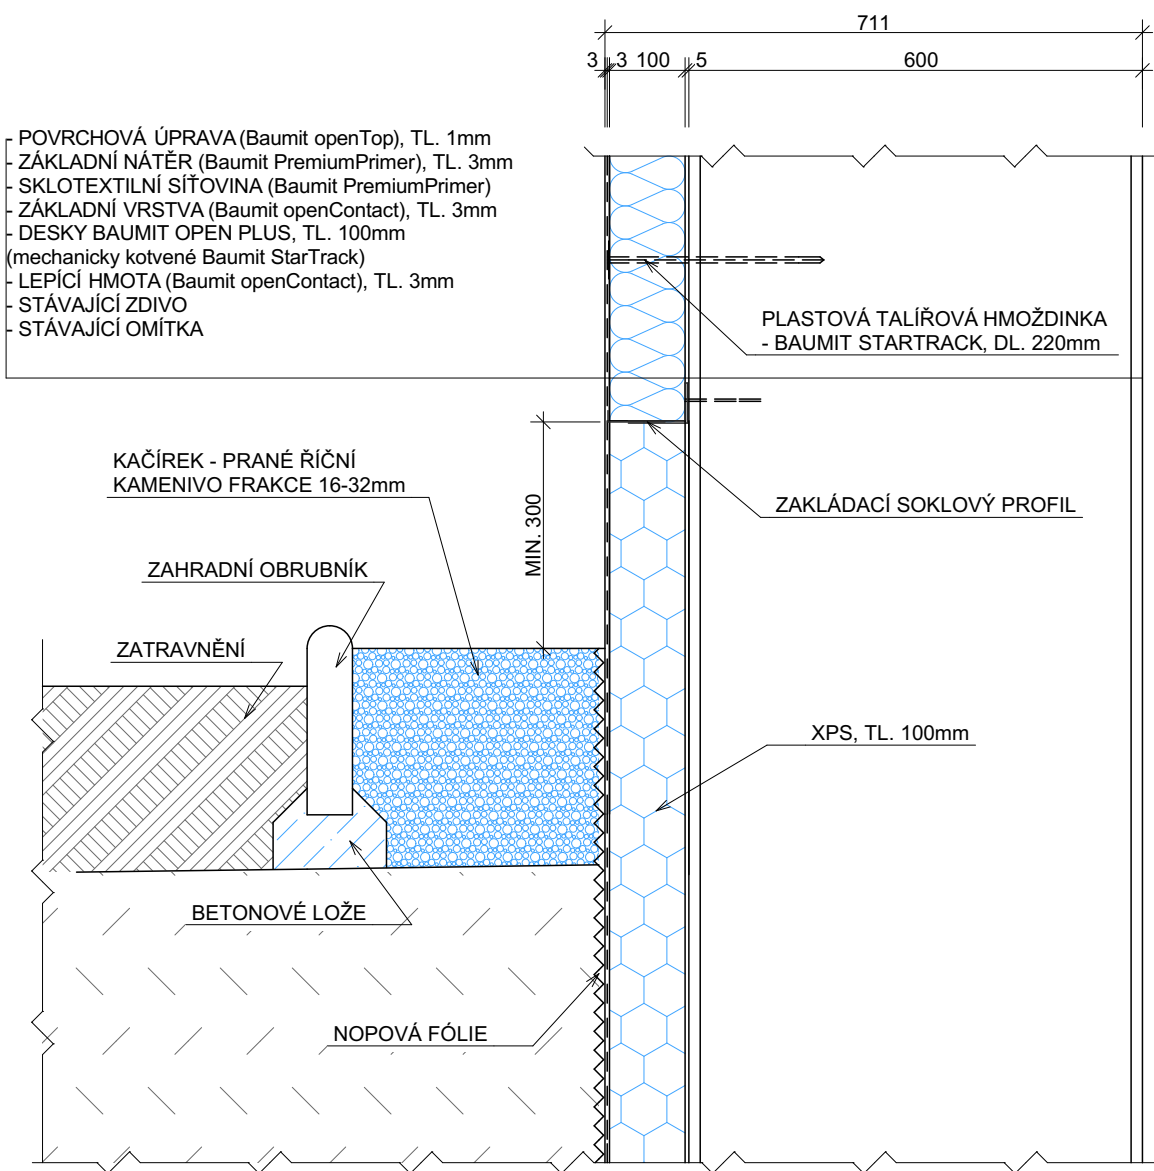 711
3 3 100 5 600
- POVRCHOVÁ ÚPRAVA (Baumit openTop), TL. 1mm
- ZÁKLADNÍ NÁTĚR (Baumit PremiumPrimer), TL. 3mm
- SKLOTEXTILNÍ SÍŤOVINA (Baumit PremiumPrimer)
- ZÁKLADNÍ VRSTVA (Baumit openContact), TL. 3mm
- DESKY BAUMIT OPEN PLUS, TL. 100mm
(mechanicky kotvené Baumit StarTrack)
- LEPÍCÍ HMOTA (Baumit openContact), TL. 3mm
- STÁVAJÍCÍ ZDIVO
- STÁVAJÍCÍ OMÍTKA
PLASTOVÁ TALÍŘOVÁ HMOŽDINKA
- BAUMIT STARTRACK, DL. 220mm
KAČÍREK - PRANÉ ŘÍČNÍ
KAMENIVO FRAKCE 16-32mm
MIN. 300
ZAKLÁDACÍ SOKLOVÝ PROFIL
ZAHRADNÍ OBRUBNÍK
ZATRAVNĚNÍ
XPS, TL. 100mm
BETONOVÉ LOŽE
NOPOVÁ FÓLIE